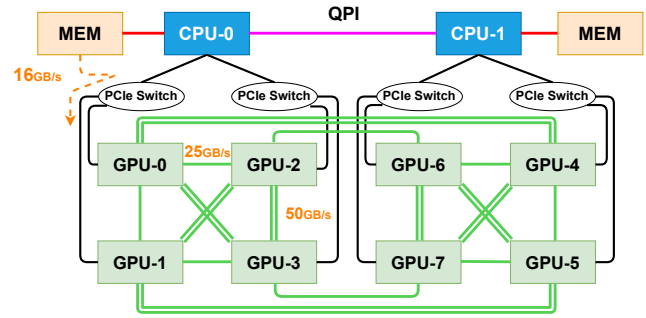 QPI
MEM
CPU-0
CPU-1
MEM
16GB/s
PCIe Switch
PCIe Switch
PCIe Switch
PCIe Switch
GPU-0
25GB/s
GPU-2
GPU-6
GPU-4
50GB/s
GPU-1
GPU-3
GPU-7
GPU-5